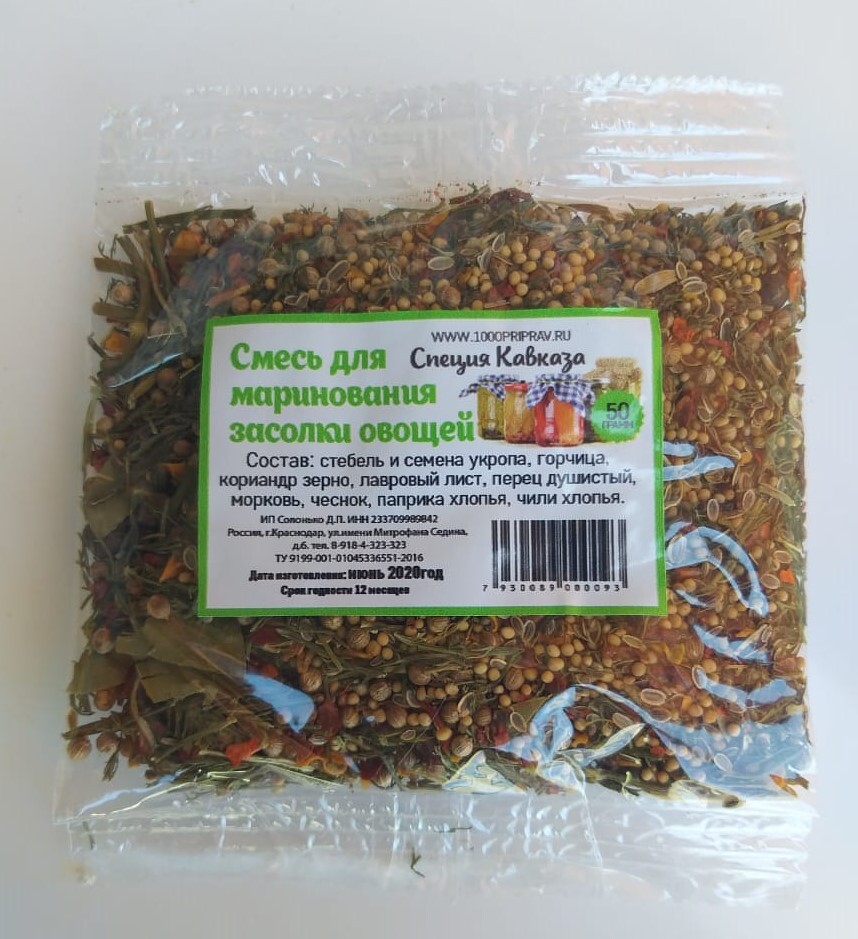 WWW.1000PRIPRAV.RU
Смесь для
маринования
засолки овощей
Специя Кавказа
50
ГРАММ
Состав: стебель и семена укропа, горчица,
кориандр зерно, лавровый лист, перец душистый,
морковь, чеснок, паприка хлопья, чили хлопья.
ИП Солонько Д.П. ИНН 233709989842
Россия, г.Краснодар, ул.имени Митрофана Седина,
д.6. тел. 8-918-4-323-323
ТУ 9199-001-01045336551-2016
Дата изготовления: июнь 2020год
Срок годности 12 месяцев
7 930089 080093